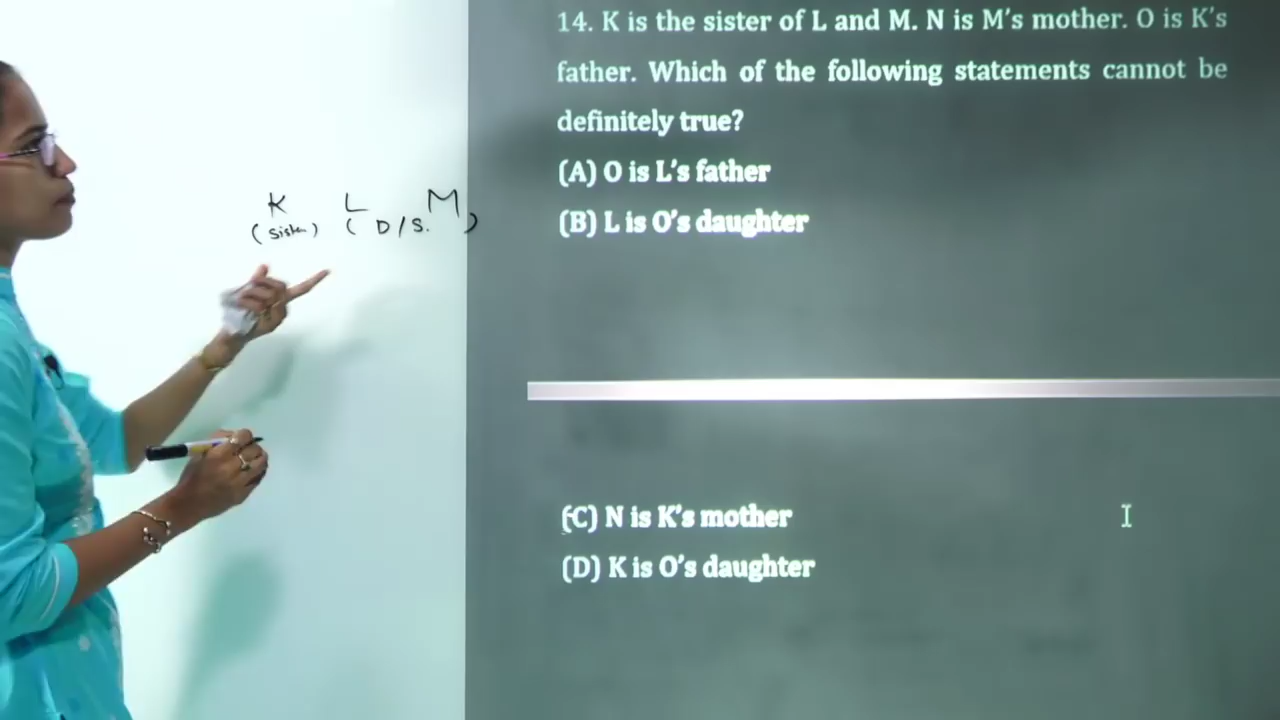 14. K is the sister of L and M. N is M's mother. O is K's
father. Which of the following statements cannot be
definitely true?
(A) O is L's father
(B) L is O's daughter
(C) N is K's mother
(D) K is O's daughter
K L M
(Sister) ( D/S. )